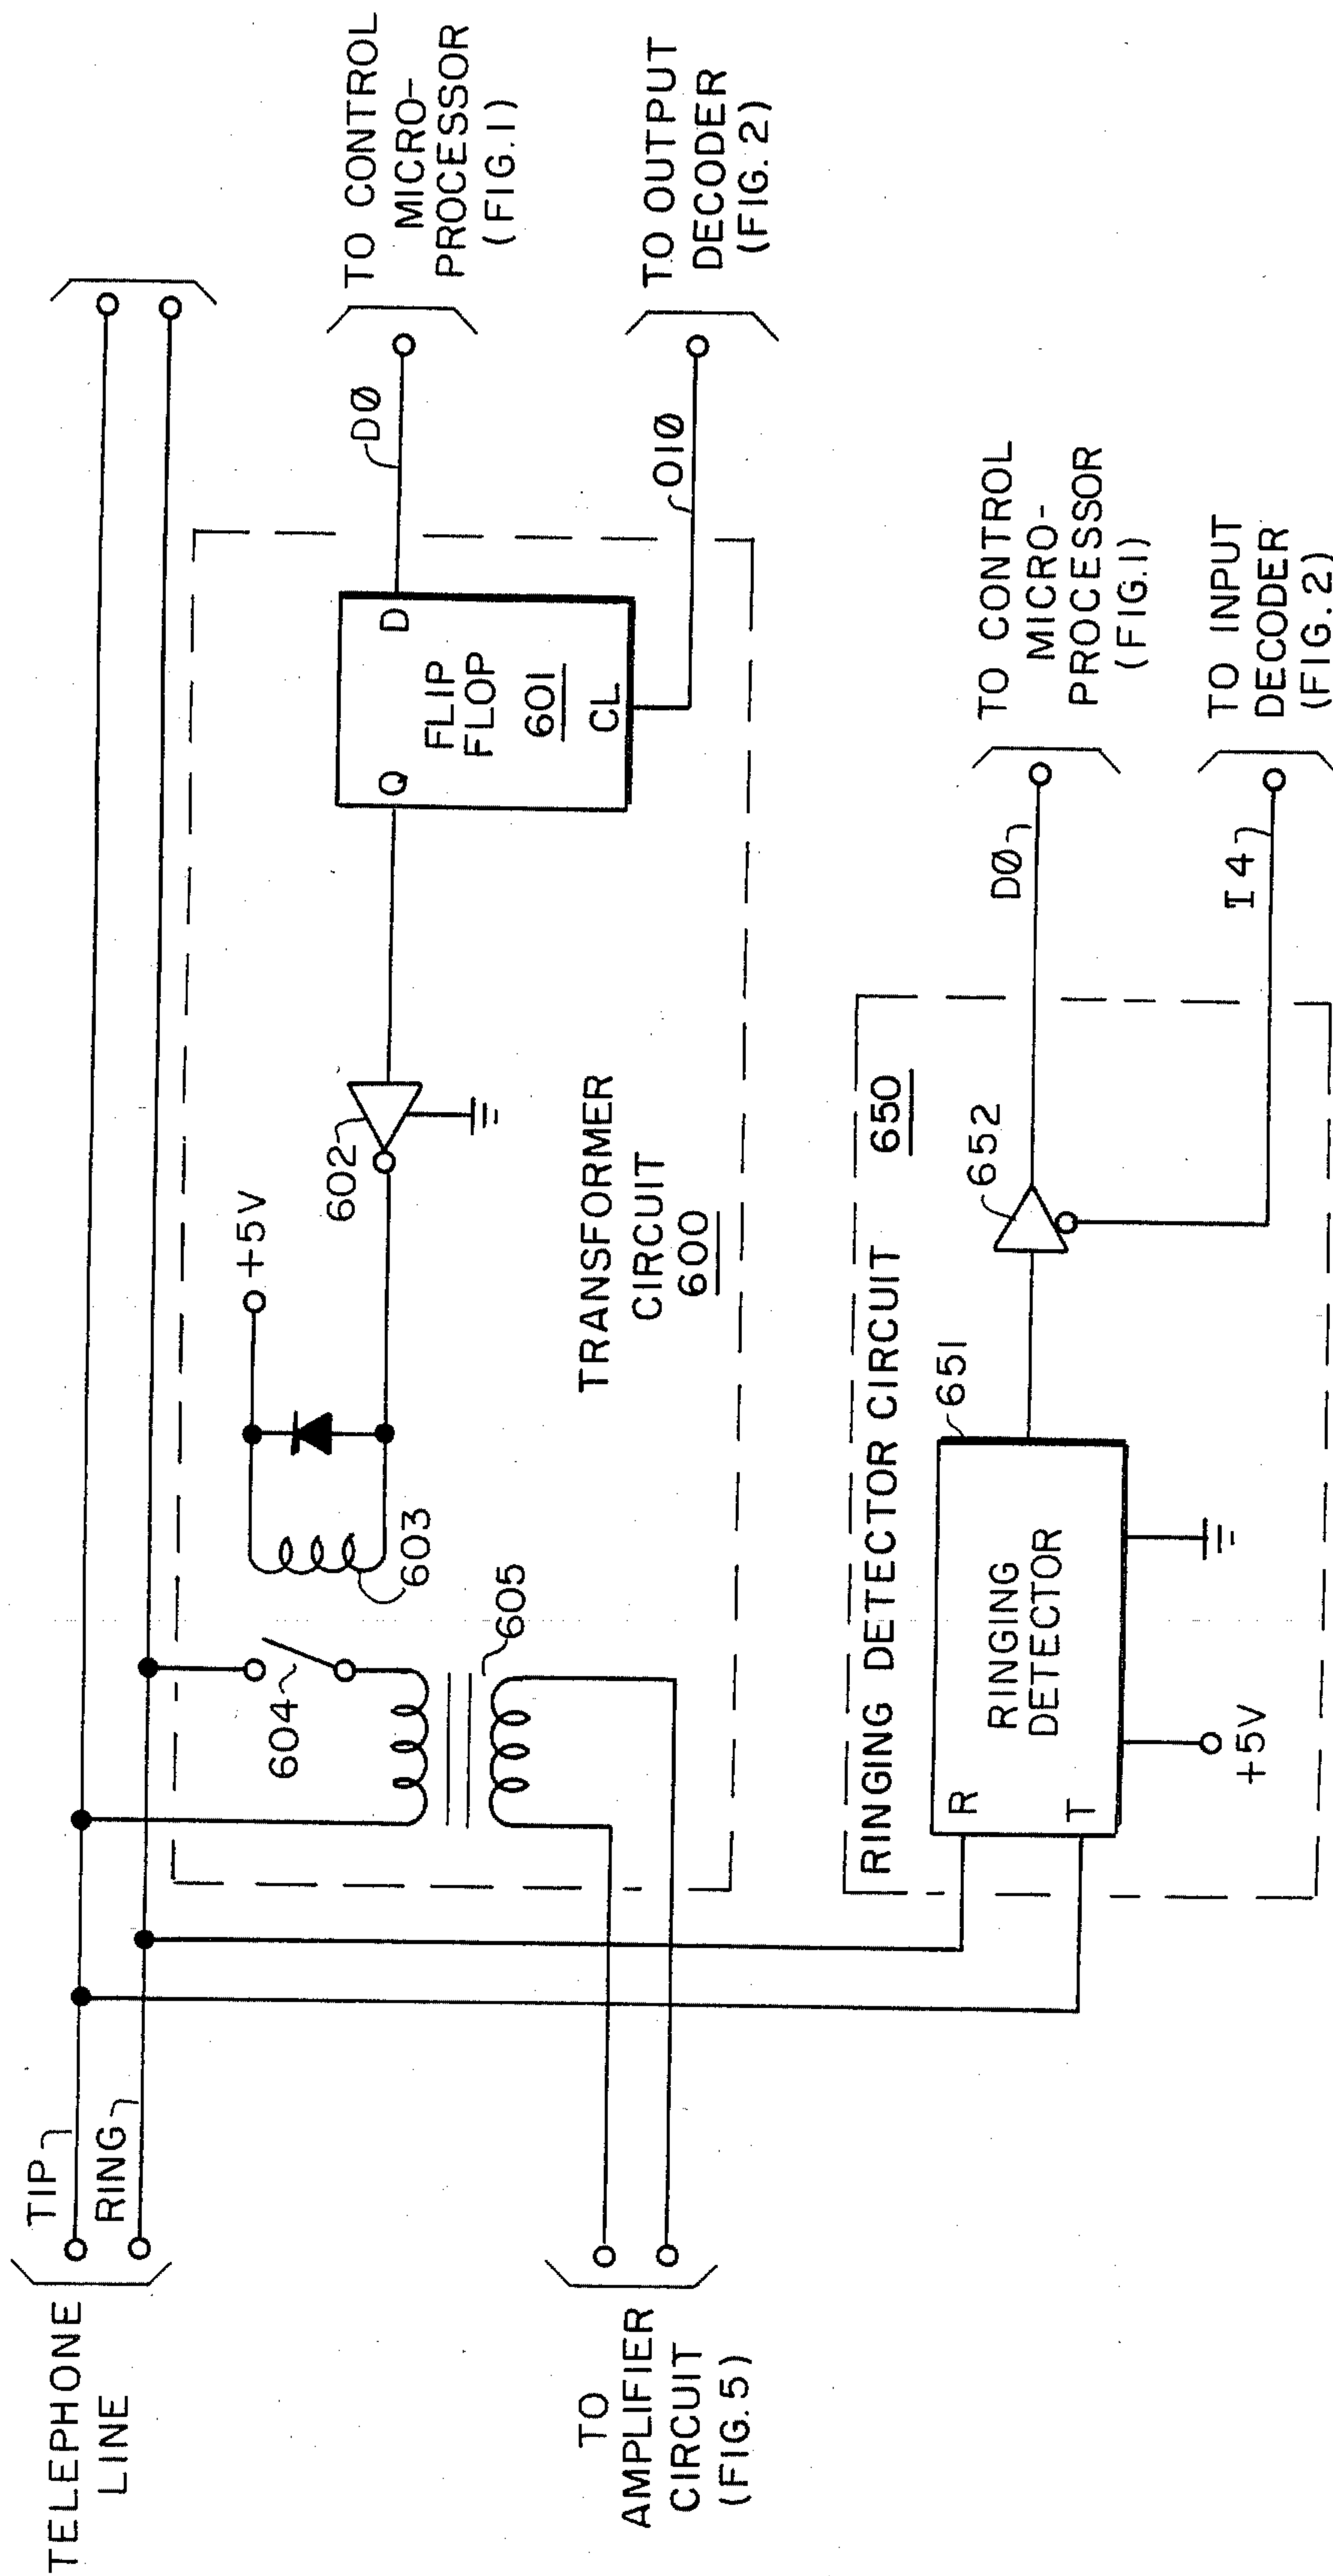 TELEPHONE
LINE
TIP
RING
TO
AMPLIFIER
CIRCUIT
(FIG. 5)
604
605
603
+5V
602
TRANSFORMER
CIRCUIT
600
Q
D
FLIP
FLOP
601
CL
DØ
O1Ø
TO CONTROL
MICRO-
PROCESSOR
(FIG. 1)
TO OUTPUT
DECODER
(FIG. 2)
RINGING DETECTOR CIRCUIT
650
R
T
RINGING
DETECTOR
651
+5V
652
DØ
I4
TO CONTROL
MICRO-
PROCESSOR
(FIG. 1)
TO INPUT
DECODER
(FIG. 2)